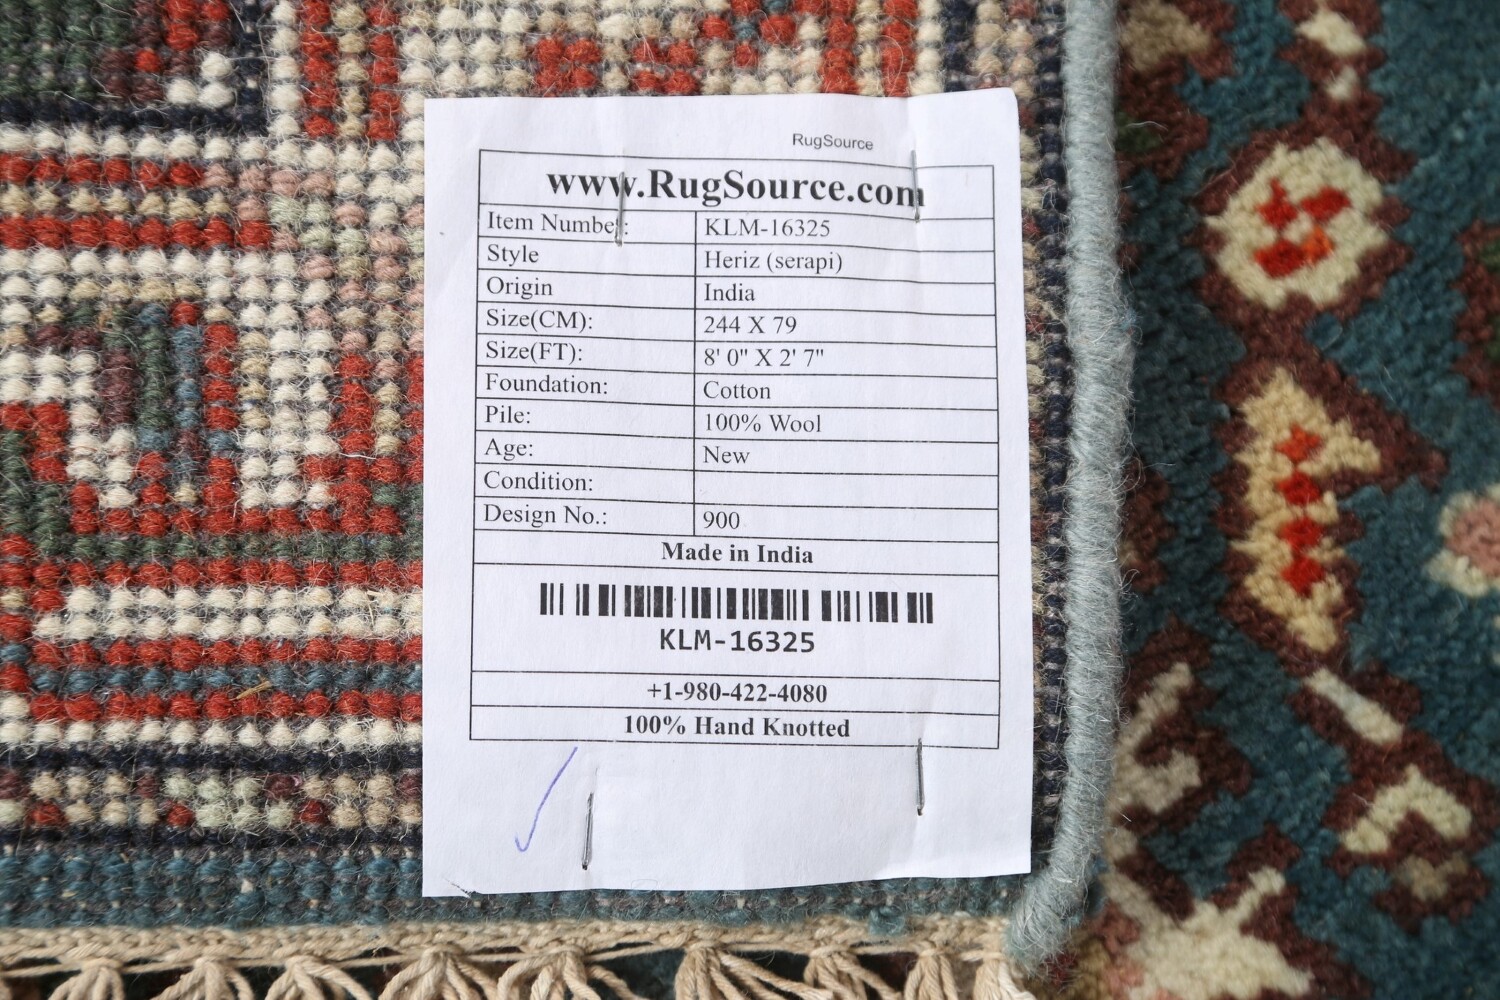 RugSource
www.RugSource.com
Item Number: KLM-16325
Style Heriz (serapi)
Origin India
Size(CM): 244 X 79
Size(FT): 8' 0" X 2' 7"
Foundation: Cotton
Pile: 100% Wool
Age: New
Condition:
Design No.: 900
Made in India
KLM-16325
+1-980-422-4080
100% Hand Knotted